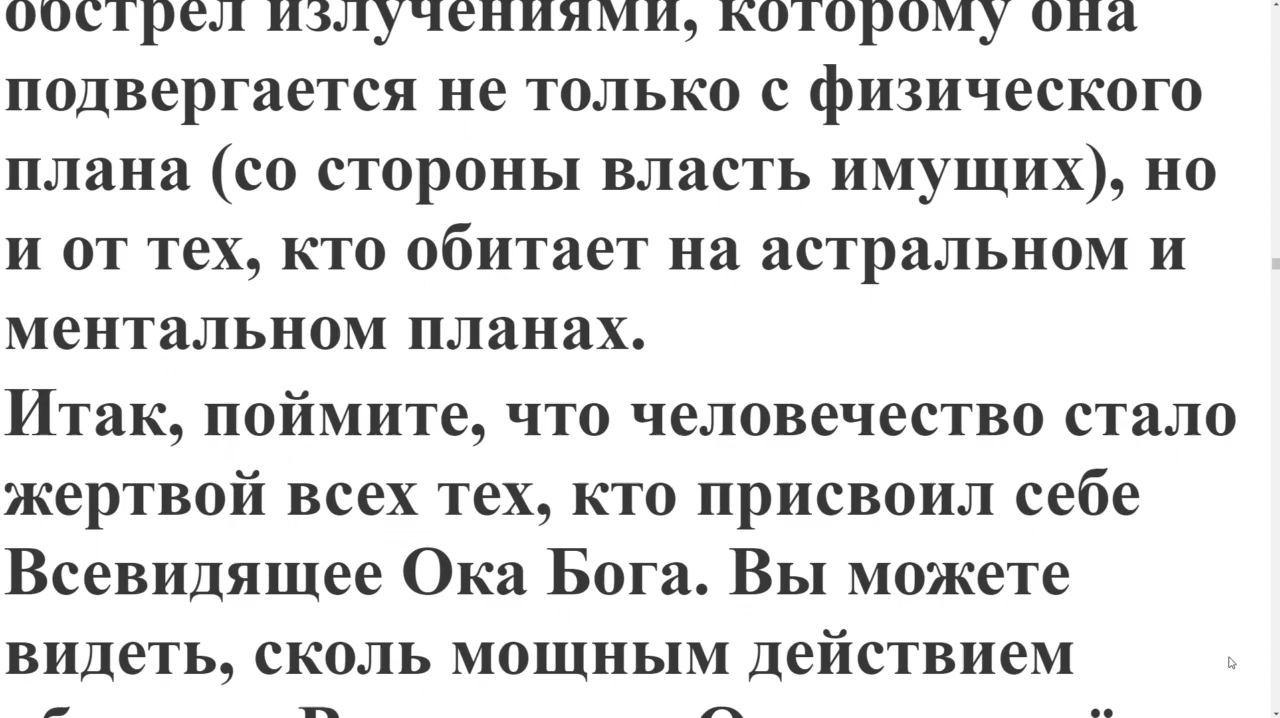 обстрел излучениями, которому она
подвергается не только с физического
плана (со стороны власть имущих), но
и от тех, кто обитает на астральном и
ментальном планах.
Итак, поймите, что человечество стало
жертвой всех тех, кто присвоил себе
Всевидящее Ока Бога. Вы можете
видеть, сколь мощным действием